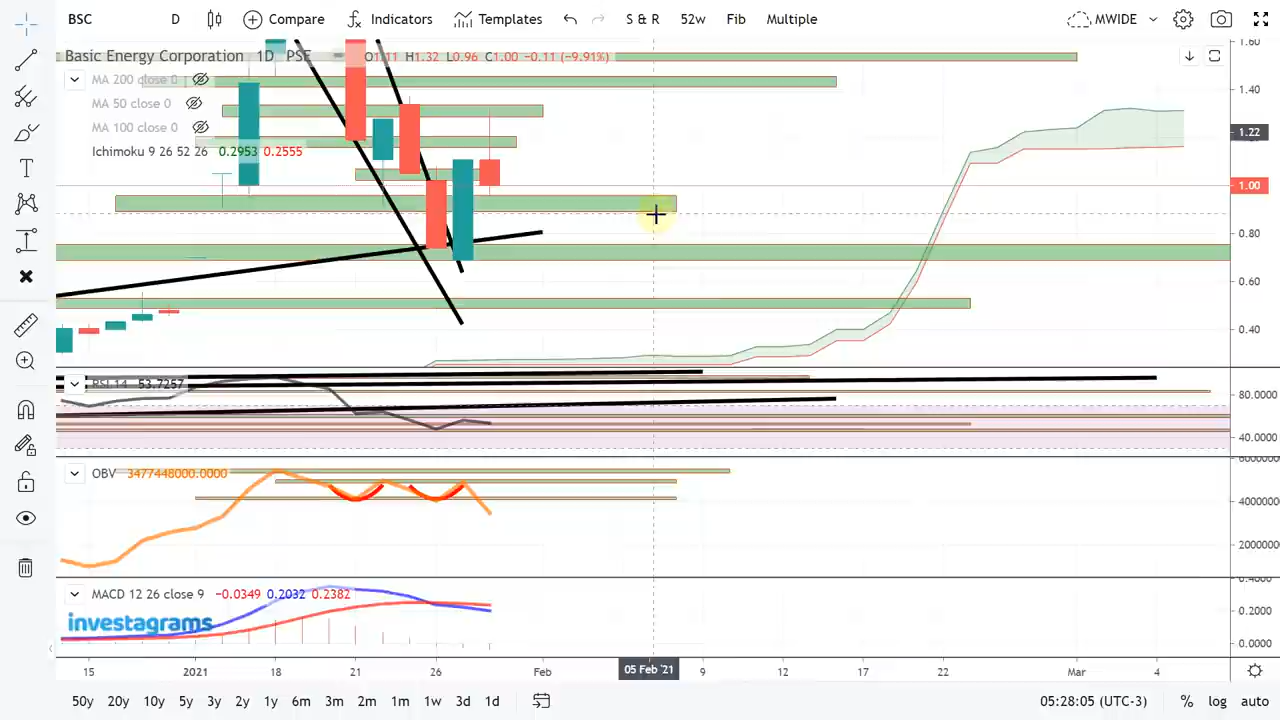 BSC D Compare Indicators Templates S & R 52w Fib Multiple MWIDE
Basic Energy Corporation 1D PSE O1.11 H1.32 L0.96 C1.00 −0.11 (−9.91%)
MA 200 close 0
MA 50 close 0
MA 100 close 0
Ichimoku 9 26 52 26 0.2953 0.2555
1.60
1.40
1.22
1.00
0.80
0.60
0.40
RSI 14 53.7257
80.0000
40.0000
OBV 3477448000.0000
MACD 12 26 close 9 −0.0349 0.2032 0.2382
0.2000
0.0000
investagrams
15 2021 18 21 26 Feb 05 Feb '21 9 12 17 22 Mar 4
50y 20y 10y 5y 3y 2y 1y 6m 3m 2m 1m 1w 3d 1d 05:28:05 (UTC-3) % log auto